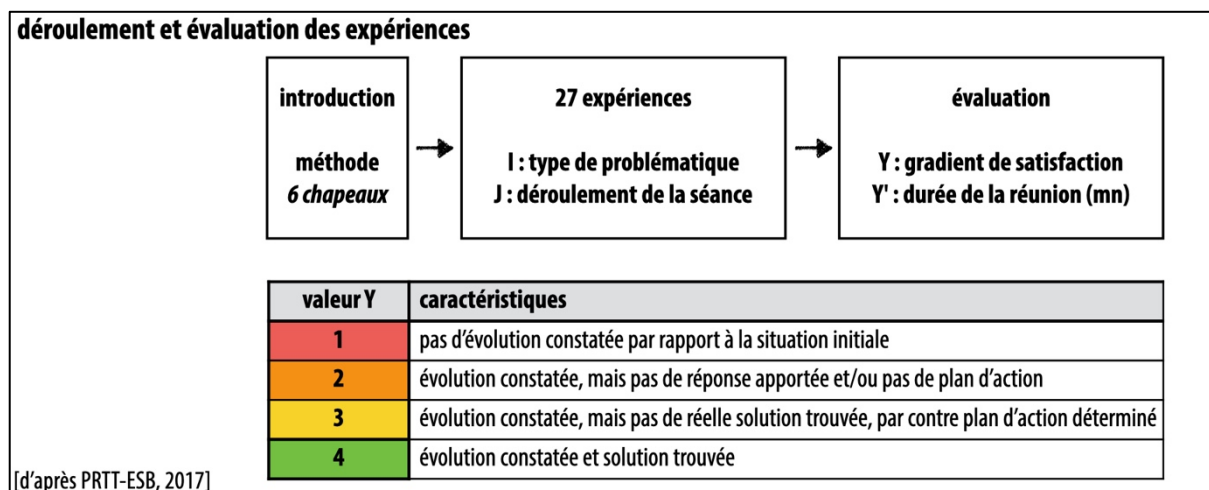 déroulement et évaluation des expériences
introduction
méthode
6 chapeaux
27 expériences
I : type de problématique
J : déroulement de la séance
évaluation
Y : gradient de satisfaction
Y' : durée de la réunion (mn)
valeur Y caractéristiques
1 pas d’évolution constatée par rapport à la situation initiale
2 évolution constatée, mais pas de réponse apportée et/ou pas de plan d’action
3 évolution constatée, mais pas de réelle solution trouvée, par contre plan d’action déterminé
4 évolution constatée et solution trouvée
[d’après PRTT-ESB, 2017]